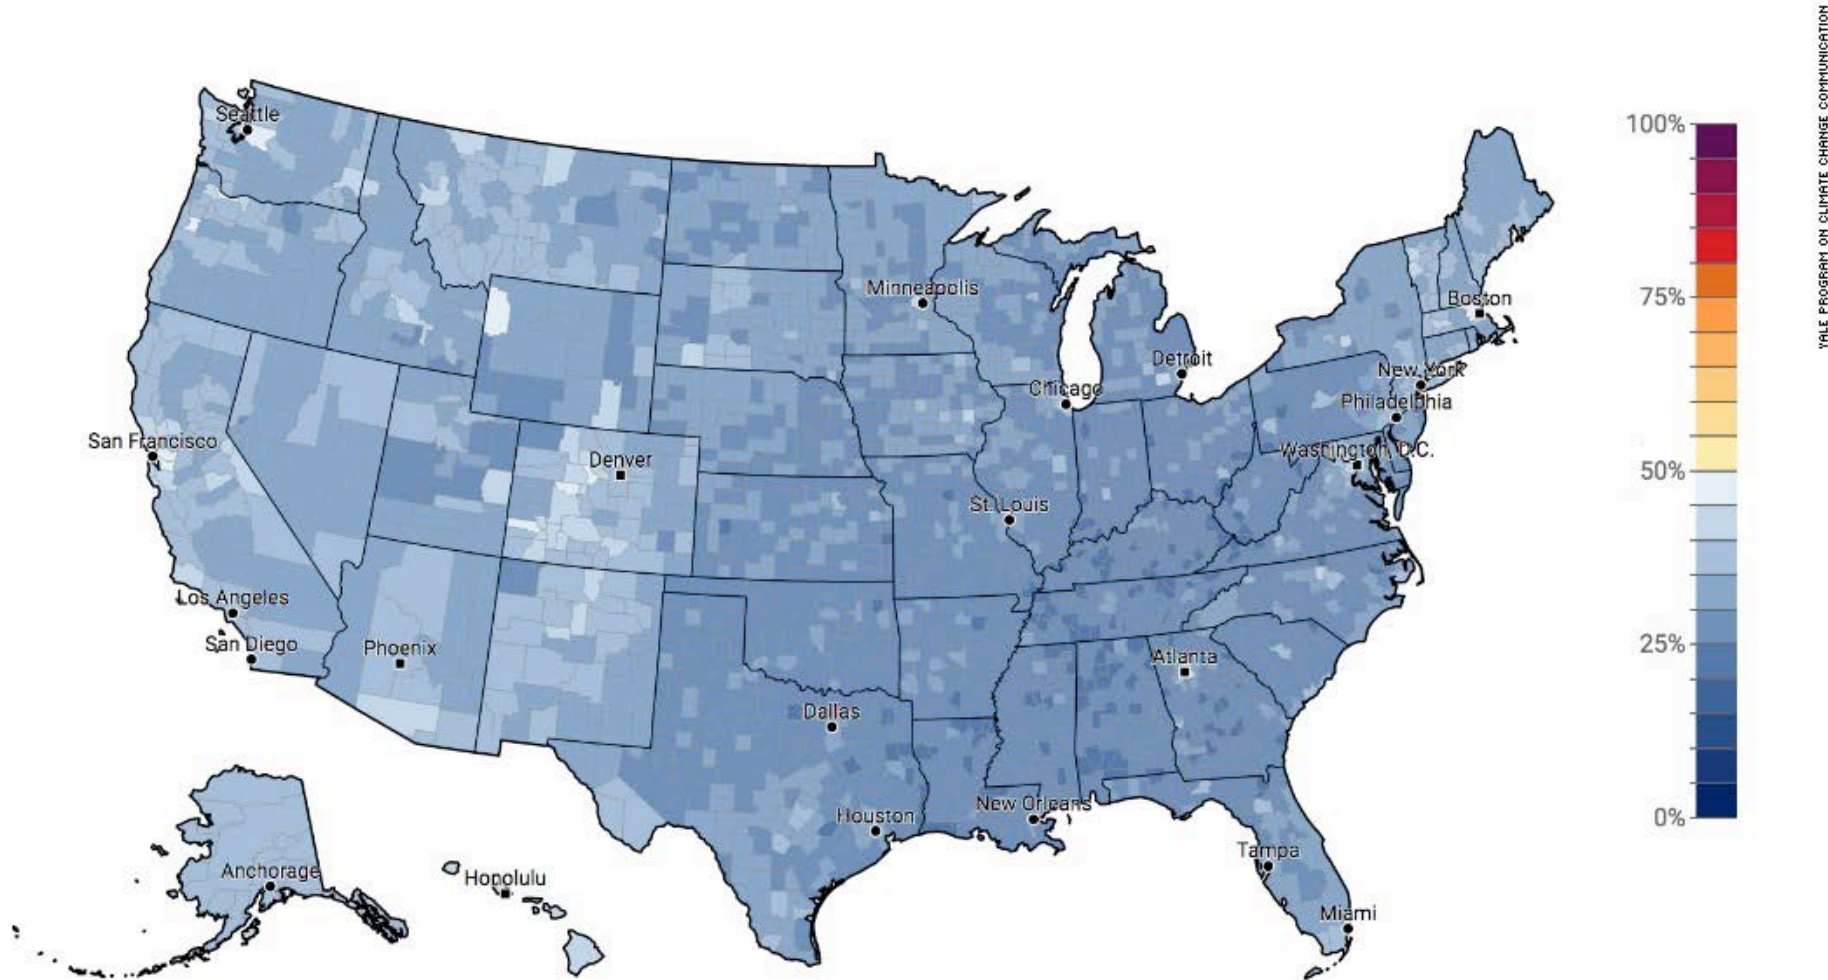 YALE PROGRAM ON CLIMATE CHANGE COMMUNICATION
Seattle
100%
Minneapolis
75%
Boston
Detroit
New York
Chicago
Philadelphia
San Francisco
Denver
Washington, D.C.
50%
St. Louis
Los Angeles
San Diego
Phoenix
25%
Atlanta
Dallas
Houston
New Orleans
0%
Tampa
Anchorage
Honolulu
Miami